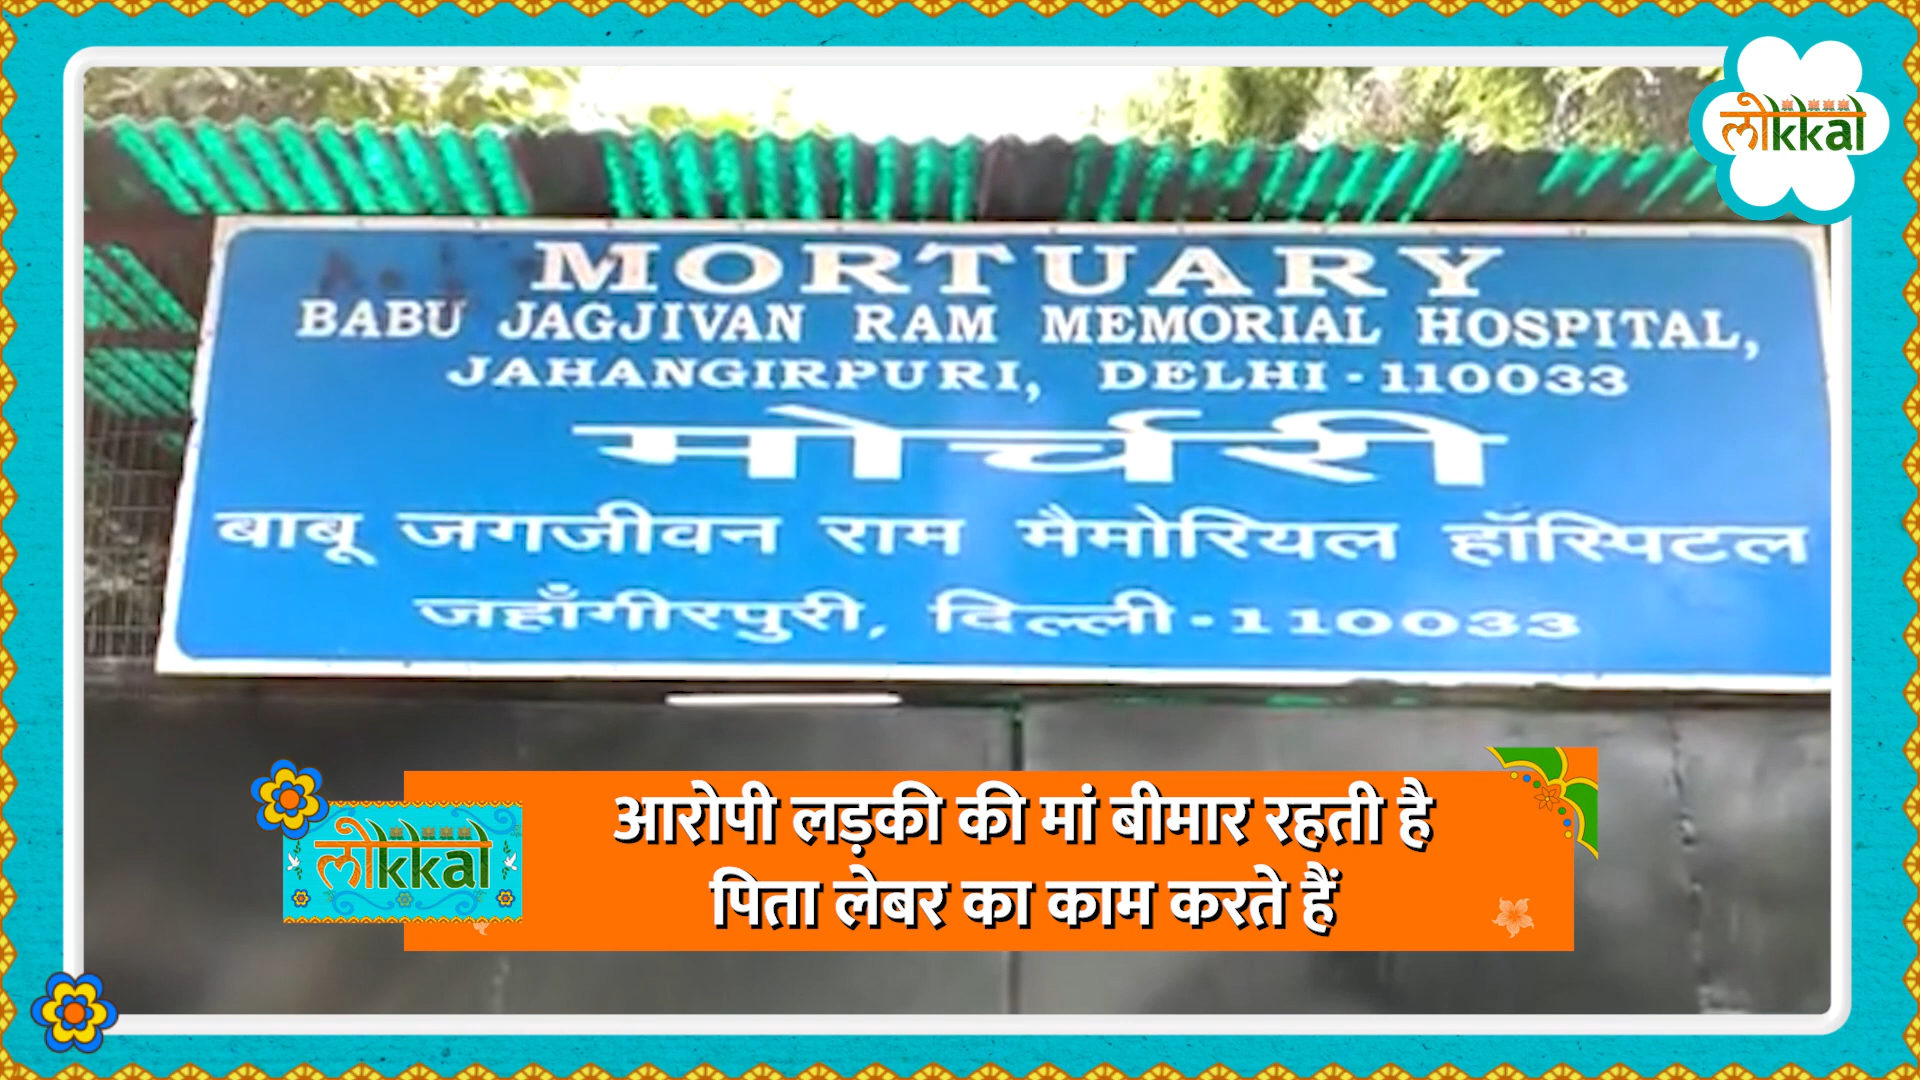 लोkkal
MORTUARY
BABU JAGJIVAN RAM MEMORIAL HOSPITAL,
JAHANGIRPURI, DELHI - 110033
मोर्चरी
बाबू जगजीवन राम मैमोरियल हॉस्पिटल
जहाँगीरपुरी, दिल्ली - 110033
आरोपी लड़की की मां बीमार रहती है
लोkkal
पिता लेबर का काम करते हैं